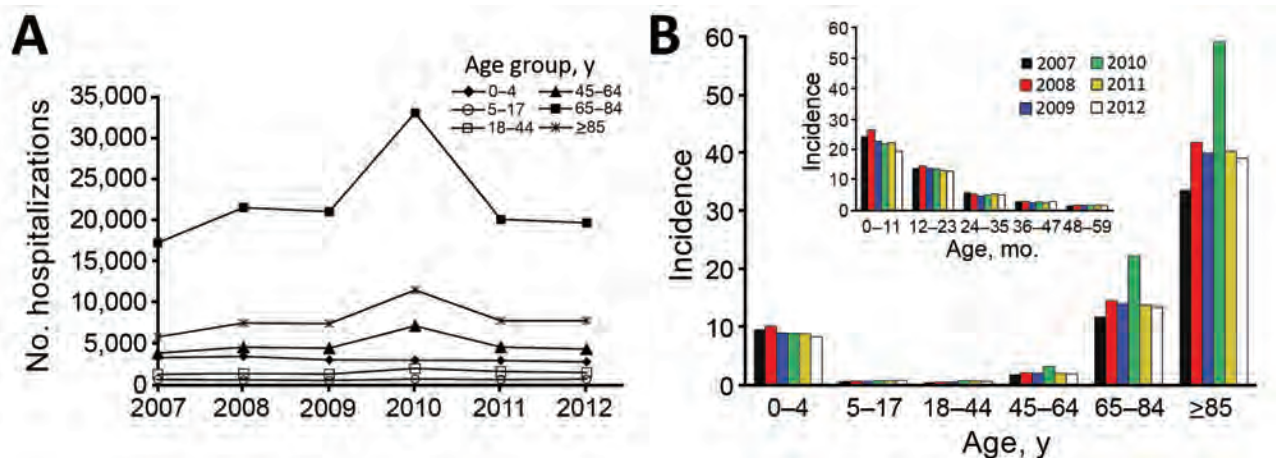 A
No. hospitalizations
35,000
30,000
25,000
20,000
15,000
10,000
5,000
0
2007 2008 2009 2010 2011 2012
Age group, y
0–4 45–64
5–17 65–84
18–44 ≥85
B
Incidence
60
50
40
30
20
10
0
0–4 5–17 18–44 45–64 65–84 ≥85
Age, y
Incidence
60
50
40
30
20
10
0
0–11 12–23 24–35 36–47 48–59
Age, mo.
2007 2010
2008 2011
2009 2012